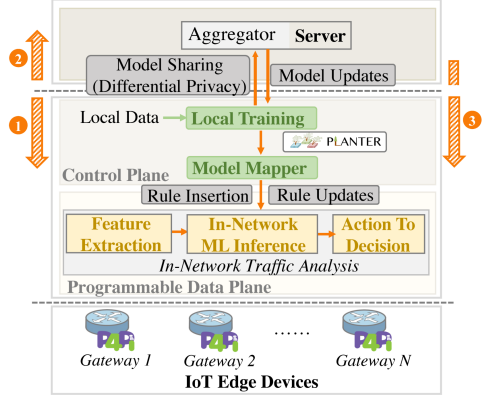 Aggregator Server
2
Model Sharing
(Differential Privacy)
Model Updates
1
3
Local Data
Local Training
PLANTER
Model Mapper
Control Plane
Rule Insertion
Rule Updates
Feature
Extraction
In-Network
ML Inference
Action To
Decision
In-Network Traffic Analysis
Programmable Data Plane
P4Pi
P4Pi
......
P4Pi
Gateway 1
Gateway 2
Gateway N
IoT Edge Devices